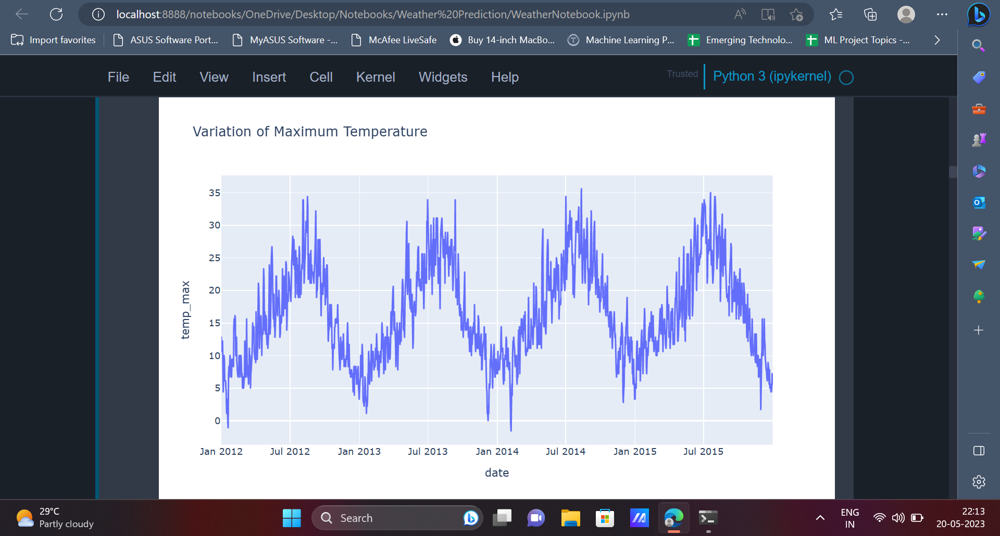 localhost:8888/notebooks/OneDrive/Desktop/Notebooks/Weather%20Prediction/WeatherNotebook.ipynb
Import favorites ASUS Software Port... MyASUS Software -... McAfee LiveSafe Buy 14-inch MacBo... Machine Learning P... Emerging Technolo... ML Project Topics -...
File Edit View Insert Cell Kernel Widgets Help Trusted Python 3 (ipykernel)
Variation of Maximum Temperature
35
30
25
20
15
10
5
0
temp_max
Jan 2012 Jul 2012 Jan 2013 Jul 2013 Jan 2014 Jul 2014 Jan 2015 Jul 2015
date
29°C
Partly cloudy
Search
ENG
IN
22:13
20-05-2023